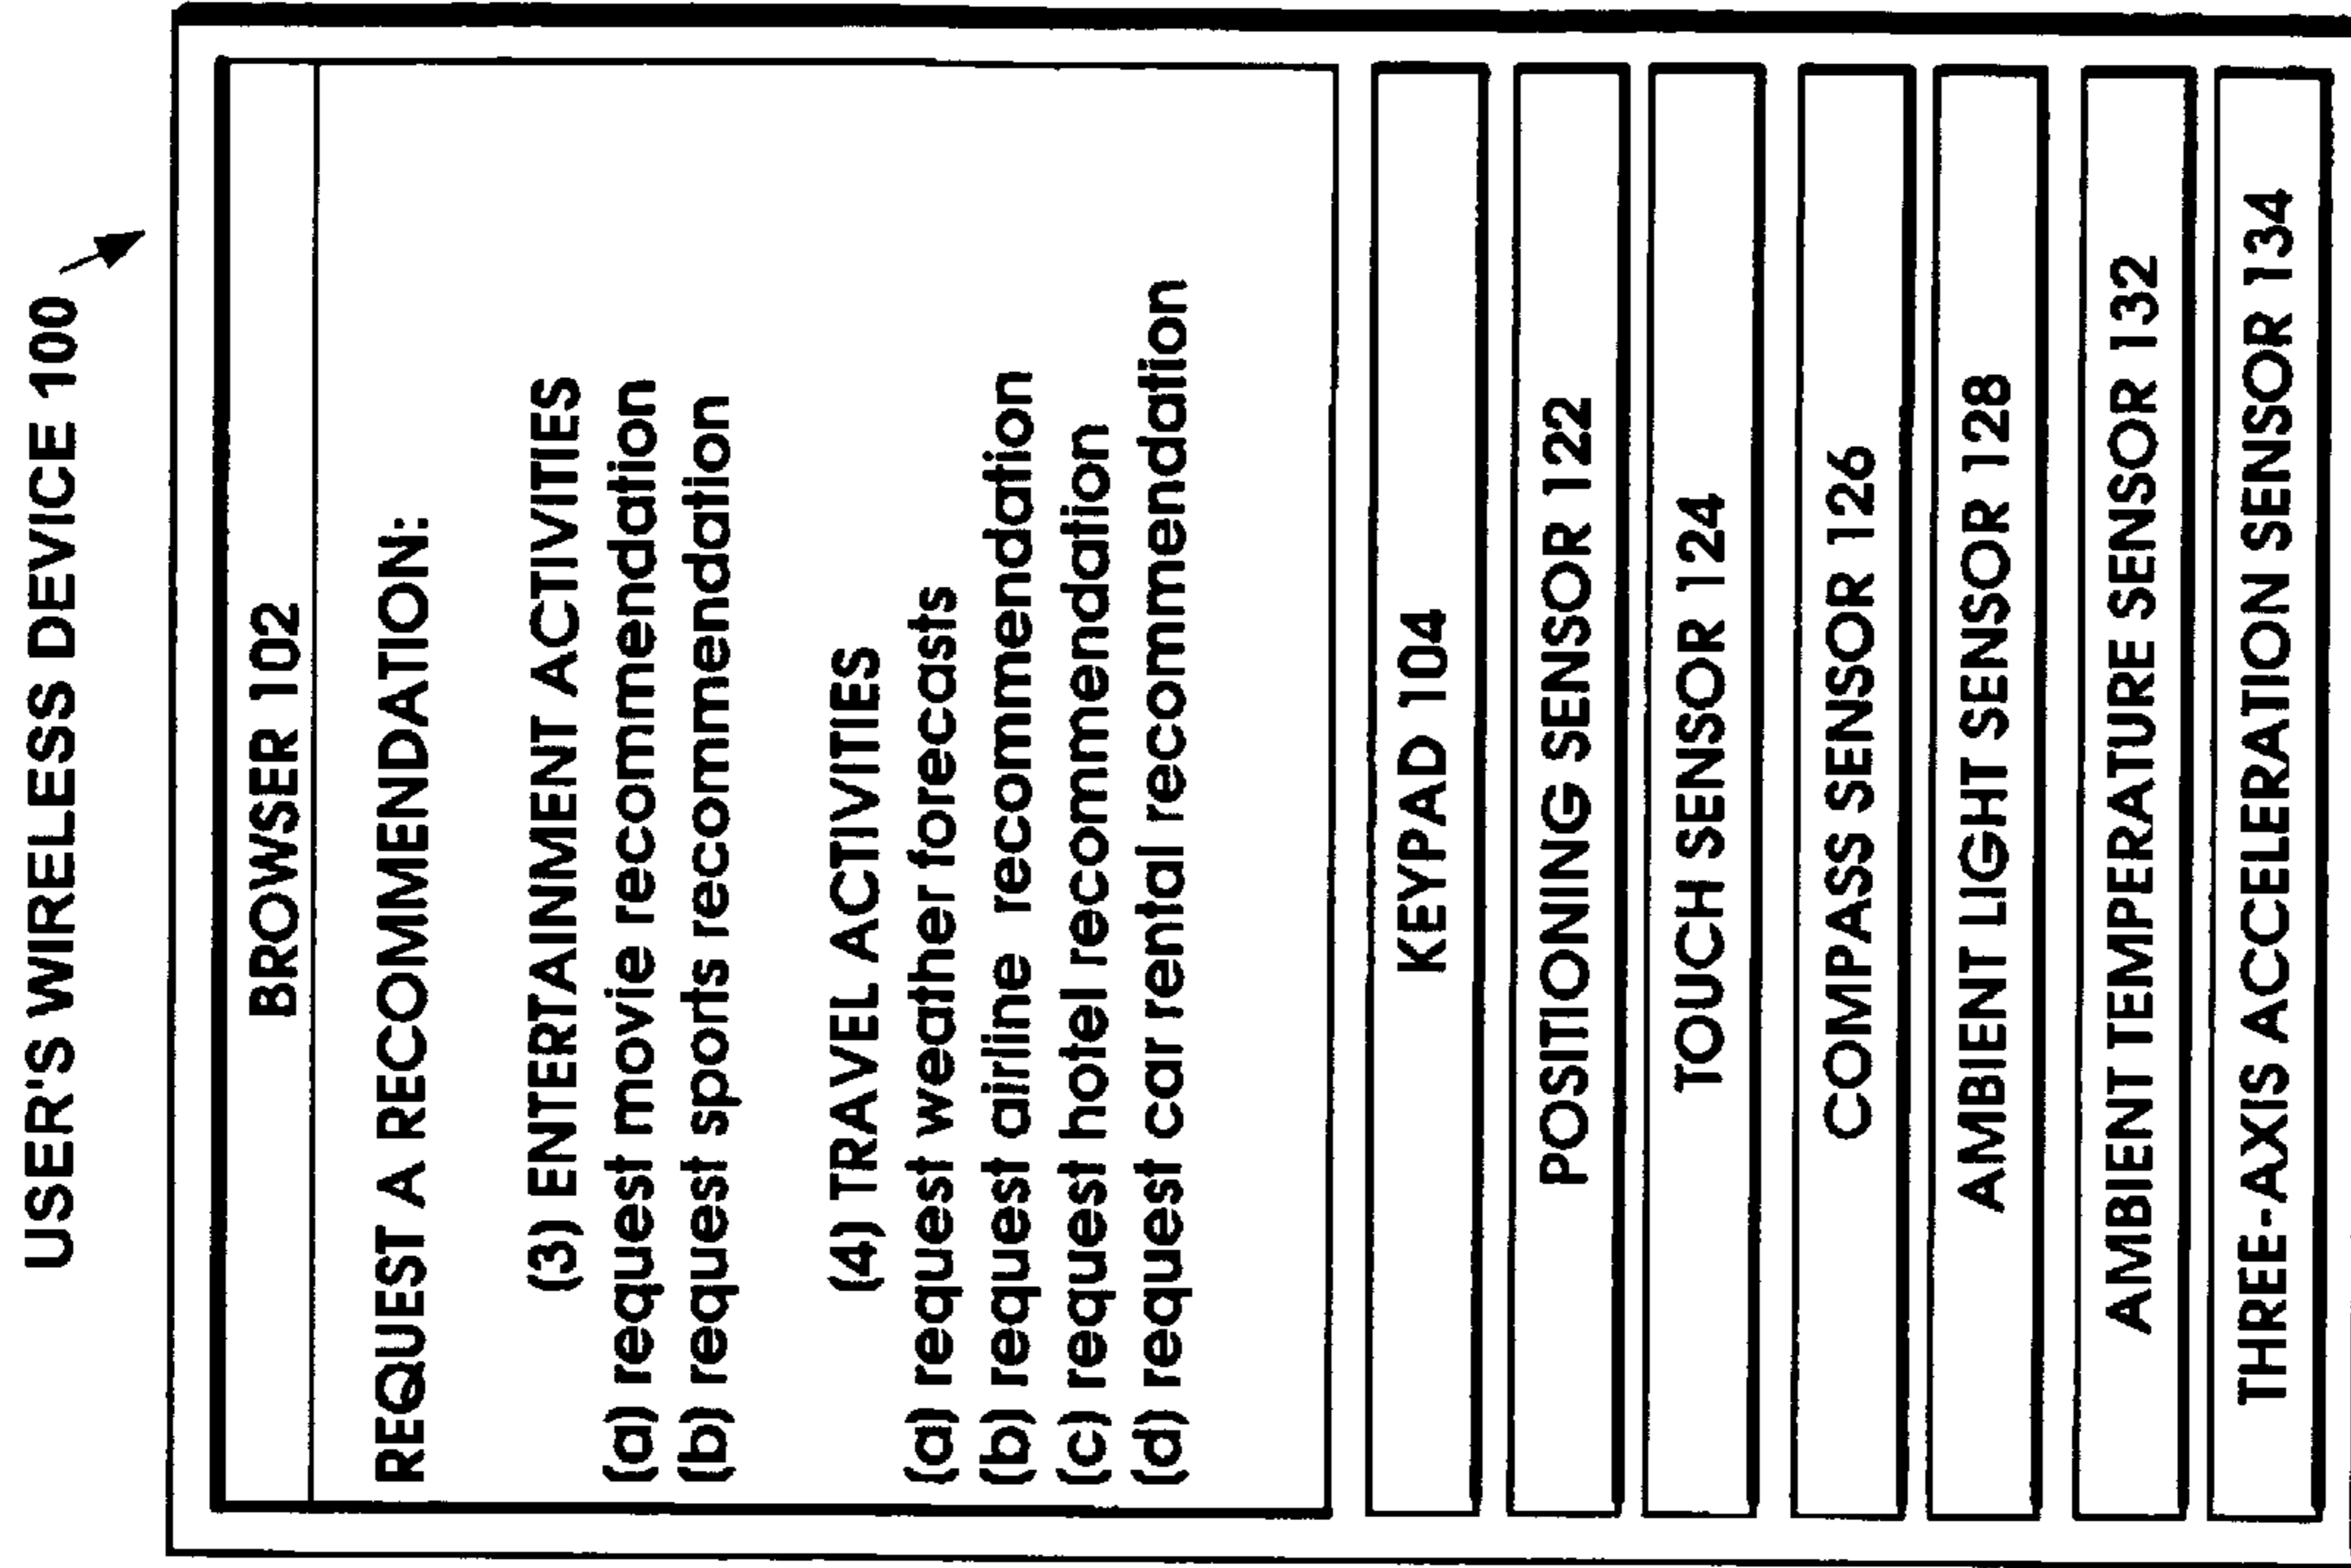 USER'S WIRELESS DEVICE 100
BROWSER 102
REQUEST A RECOMMENDATION:
(3) ENTERTAINMENT ACTIVITIES
(a) request movie recommendation
(b) request sports recommendation
(4) TRAVEL ACTIVITIES
(a) request weather forecasts
(b) request airline recommendation
(c) request hotel recommendation
(d) request car rental recommendation
KEYPAD 104
POSITIONING SENSOR 122
TOUCH SENSOR 124
COMPASS SENSOR 126
AMBIENT LIGHT SENSOR 128
AMBIENT TEMPERATURE SENSOR 132
THREE-AXIS ACCELERATION SENSOR 134